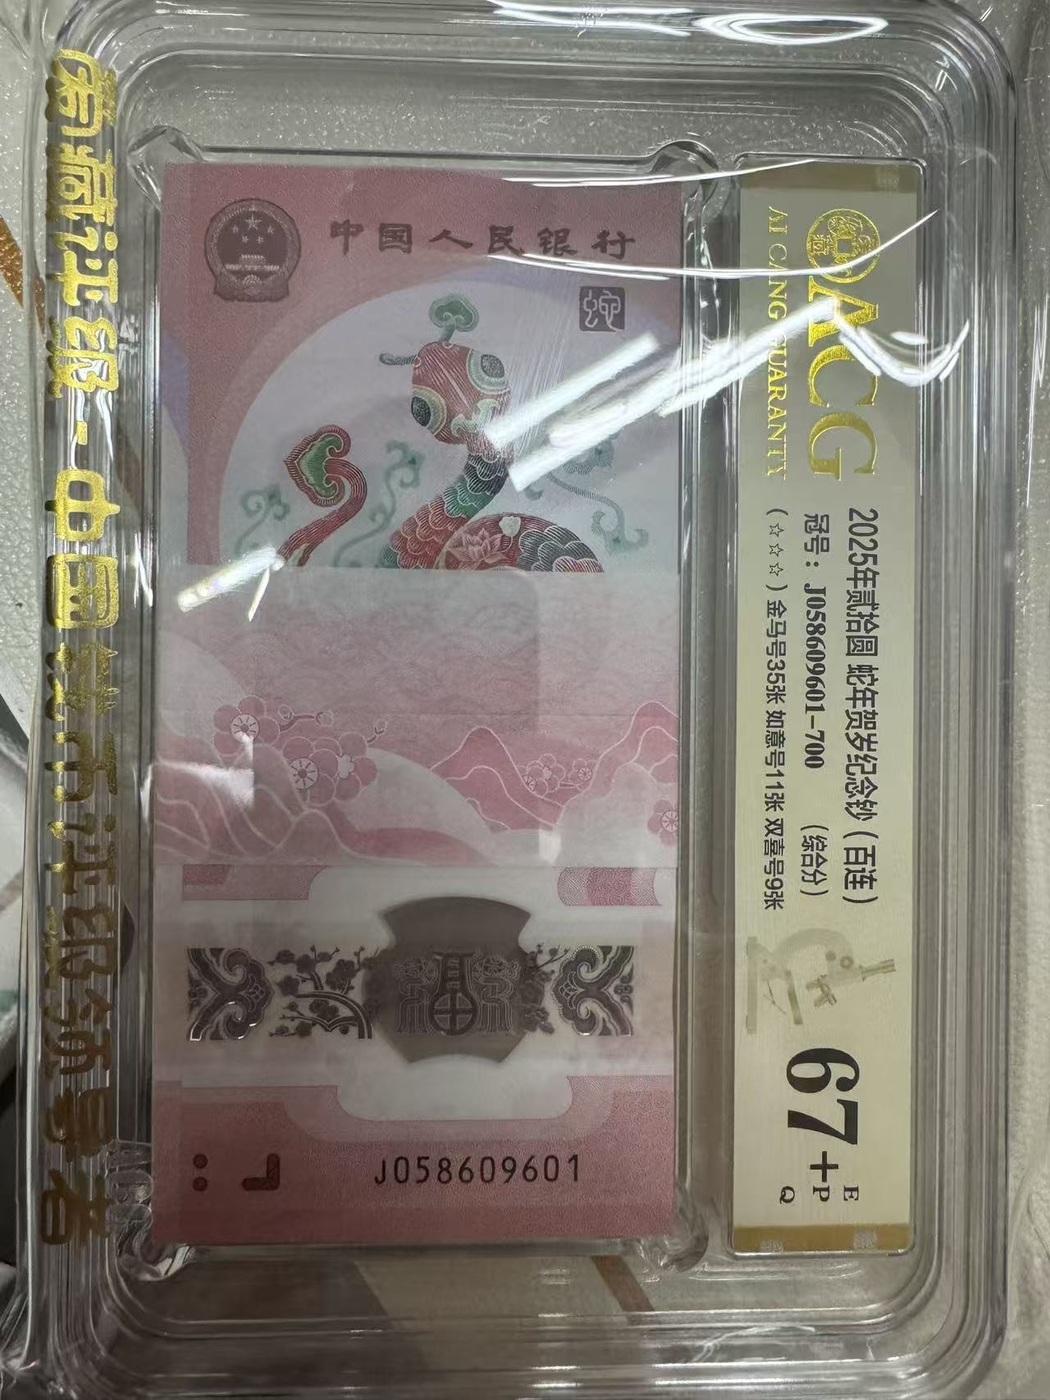 爱藏评级-中国钱币评级领导者
中国人民银行
蛇
J058609601
ACG
AI CANG GUARANTY
2025年贰拾圆 蛇年贺岁纪念钞（百连）
冠号：J058609601-700 （综合分）
（☆☆☆）金马号35张 如意号11张 双喜号9张
67+
E
P
Q